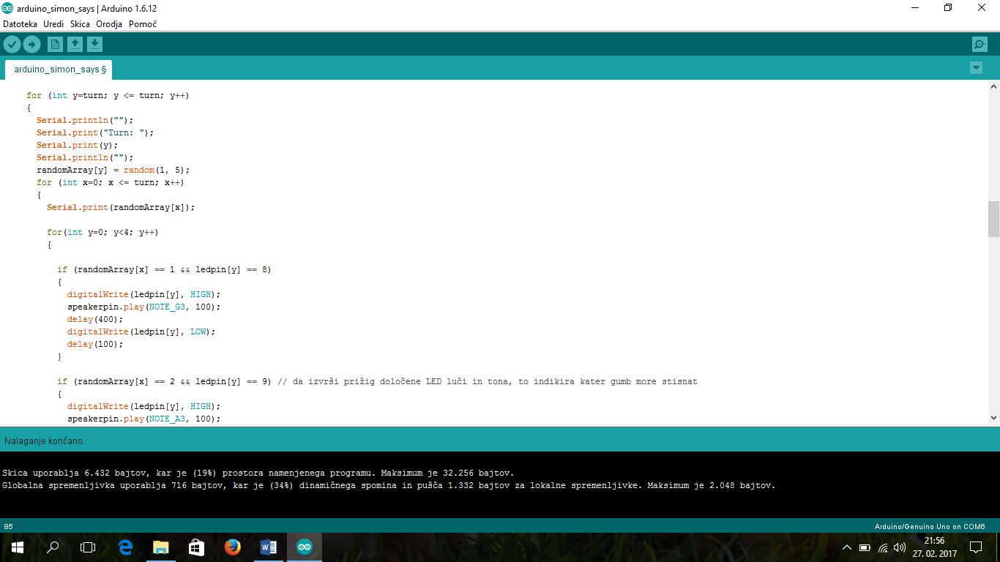 arduino_simon_says | Arduino 1.6.12
Datoteka Uredi Skica Orodja Pomoč
arduino_simon_says §
for (int y=turn; y <= turn; y++)
{
Serial.println("");
Serial.print("Turn: ");
Serial.print(y);
Serial.println("");
randomArray[y] = random(1, 5);
for (int x=0; x <= turn; x++)
{
Serial.print(randomArray[x]);
for(int y=0; y<4; y++)
{
if (randomArray[x] == 1 && ledpin[y] == 8)
{
digitalWrite(ledpin[y], HIGH);
speakerpin.play(NOTE_G3, 100);
delay(400);
digitalWrite(ledpin[y], LOW);
delay(100);
}
if (randomArray[x] == 2 && ledpin[y] == 9) // da izvrši prižig določene LED luči in tona, to indikira kater gumb more stisnat
{
digitalWrite(ledpin[y], HIGH);
speakerpin.play(NOTE_A3, 100);
Nalaganje končano.
Skica uporablja 6.432 bajtov, kar je (19%) prostora namenjenega programu. Maksimum je 32.256 bajtov.
Globalna spremenljivka uporablja 716 bajtov, kar je (34%) dinamičnega spomina in pušča 1.332 bajtov za lokalne spremenljivke. Maksimum je 2.048 bajtov.
85
Arduino/Genuino Uno on COM6
21:56
27. 02. 2017